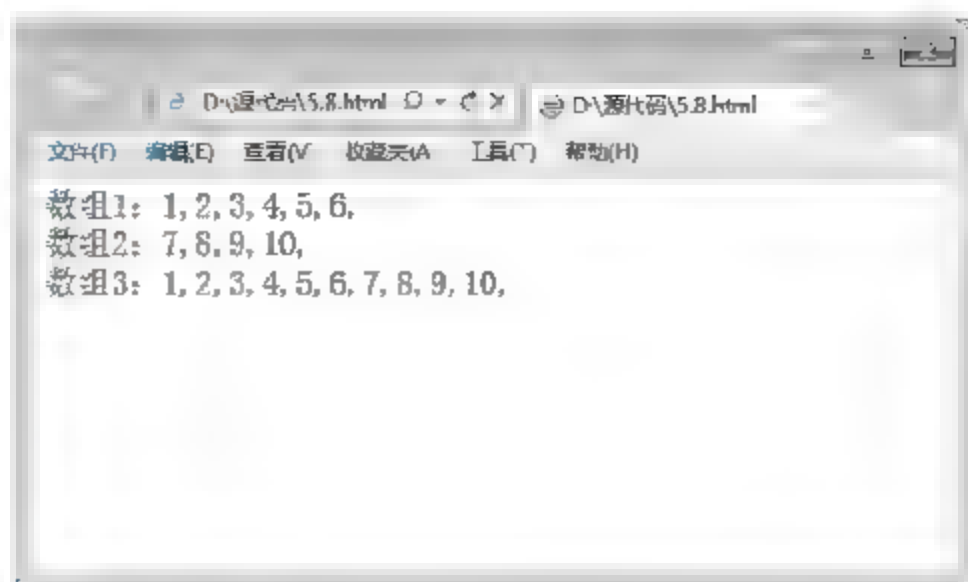 D:\源代码\5.8.html D:\源代码\5.8.html
文件(F) 编辑(E) 查看(V 收藏夹(A 工具(T) 帮助(H)
数组1: 1, 2, 3, 4, 5, 6,
数组2: 7, 8, 9, 10,
数组3: 1, 2, 3, 4, 5, 6, 7, 8, 9, 10,